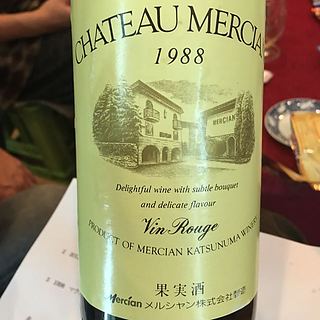 CHATEAU MERCIAN
1988
MERCIAN
Delightful wine with subtle bouquet
and delicate flavour
Vin Rouge
PRODUCT OF MERCIAN KATSUNUMA WINERY
果実酒
Mercian メルシャン株式会社製造